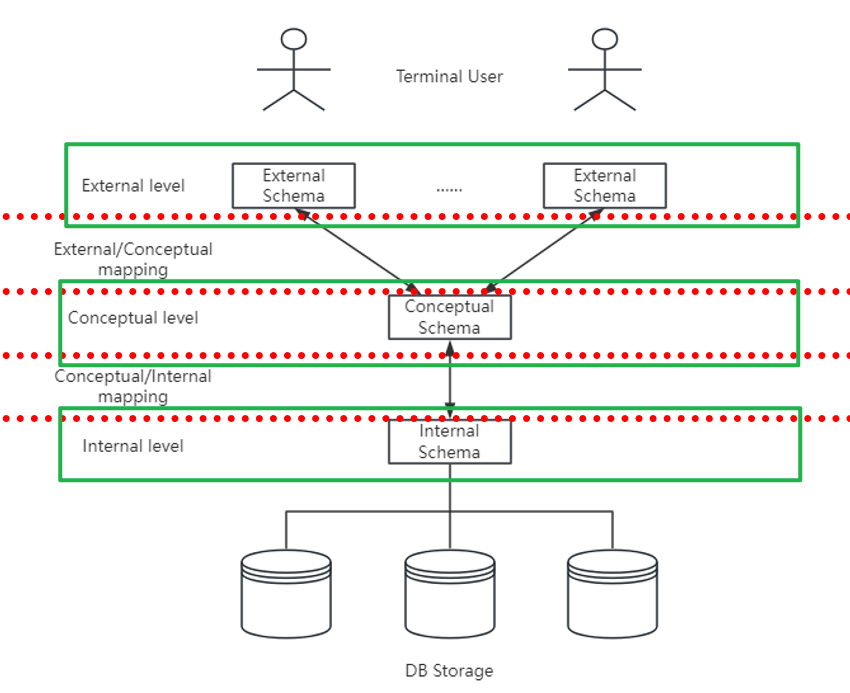 Terminal User
External level
External
Schema
......
External
Schema
External/Conceptual
mapping
Conceptual level
Conceptual
Schema
Conceptual/Internal
mapping
Internal level
Internal
Schema
DB Storage